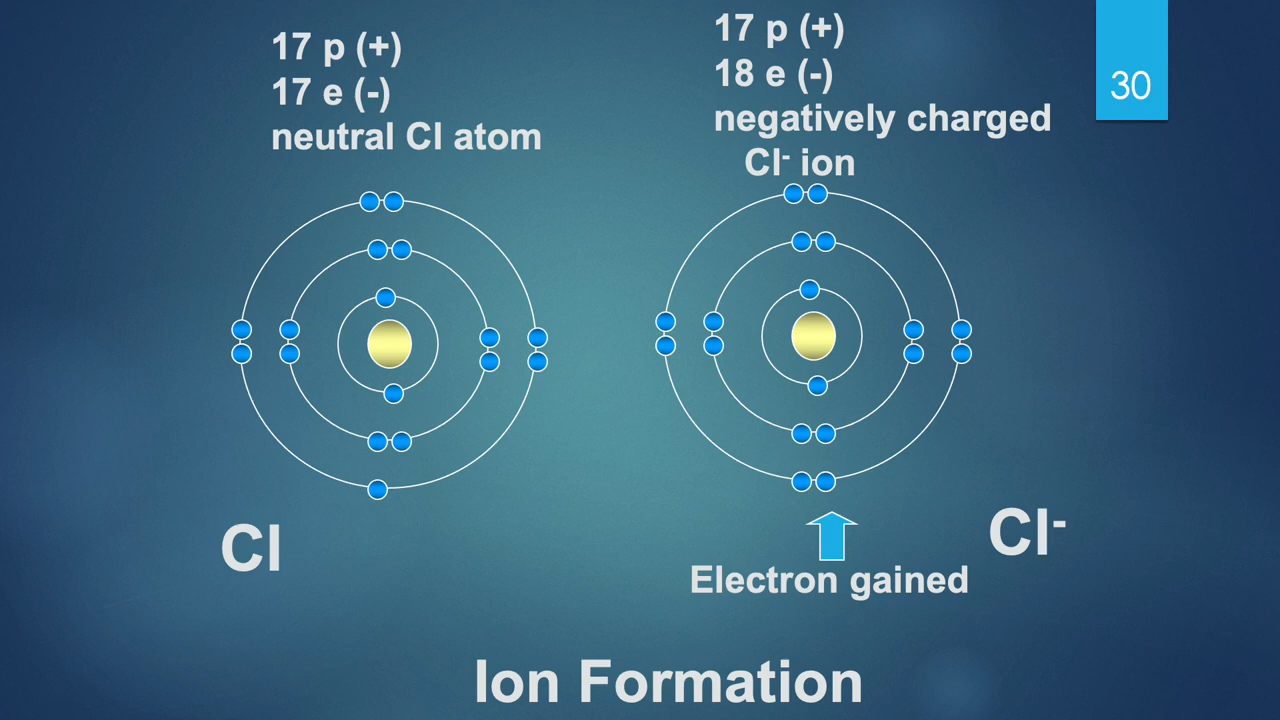 17 p (+)
17 e (-)
neutral Cl atom
17 p (+)
18 e (-)
negatively charged
Cl- ion
30
Cl
Cl-
Electron gained
Ion Formation